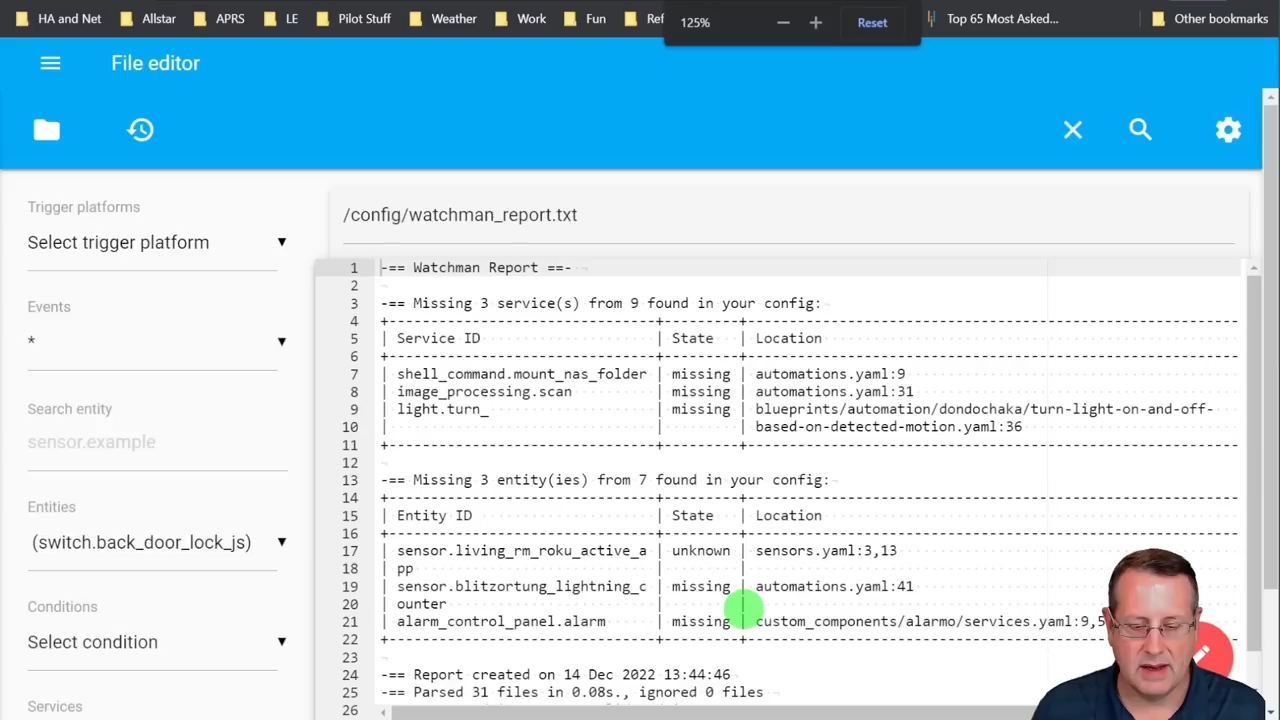 HA and Net
Allstar
APRS
LE
Pilot Stuff
Weather
Work
Fun
Ref
125%
Reset
Top 65 Most Asked...
Other bookmarks
File editor
Trigger platforms
Select trigger platform
Events
*
Search entity
sensor.example
Entities
(switch.back_door_lock_js)
Conditions
Select condition
Services
/config/watchman_report.txt
1 -== Watchman Report ==-
2
3 -== Missing 3 service(s) from 9 found in your config:
4 +---------------------------------+----------+------------------------------------------------------------
5 | Service ID | State | Location
6 +---------------------------------+----------+------------------------------------------------------------
7 | shell_command.mount_nas_folder | missing | automations.yaml:9
8 | image_processing.scan | missing | automations.yaml:31
9 | light.turn_ | missing | blueprints/automation/dondochaka/turn-light-on-and-off-
10 | | | based-on-detected-motion.yaml:36
11 +---------------------------------+----------+------------------------------------------------------------
12
13 -== Missing 3 entity(ies) from 7 found in your config:
14 +---------------------------------+----------+------------------------------------------------------------
15 | Entity ID | State | Location
16 +---------------------------------+----------+------------------------------------------------------------
17 | sensor.living_rm_roku_active_a | unknown | sensors.yaml:3,13
18 | pp | |
19 | sensor.blitzortung_lightning_c | missing | automations.yaml:41
20 | ounter | |
21 | alarm_control_panel.alarm | missing | custom_components/alarmo/services.yaml:9,5
22 +---------------------------------+----------+------------------------------------------------------------
23
24 -== Report created on 14 Dec 2022 13:44:46
25 -== Parsed 31 files in 0.08s., ignored 0 files
26